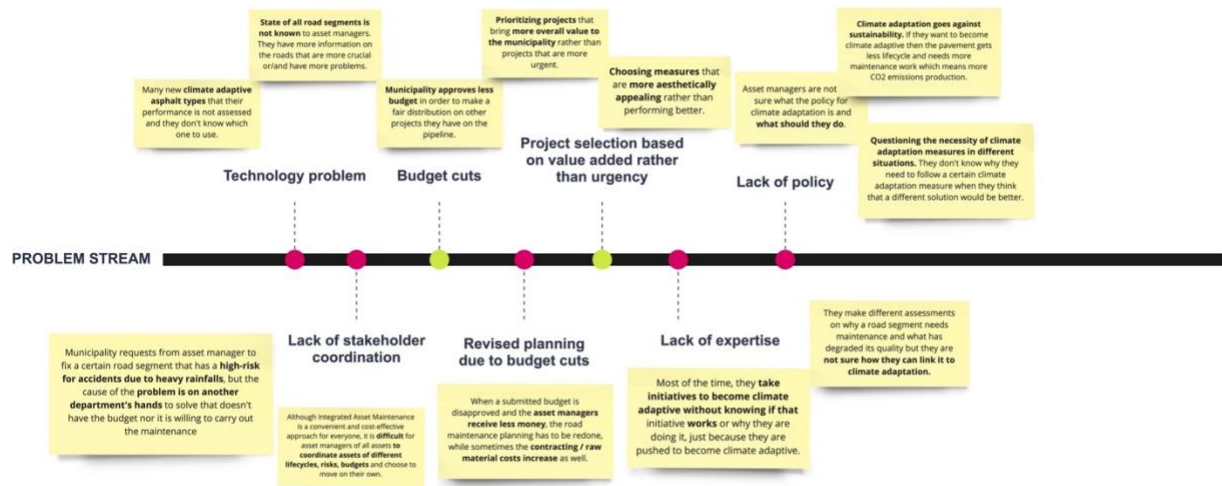 State of all road segments is
not known to asset managers.
They have more information on
the roads that are more crucial
or/and have more problems.
Many new climate adaptive
asphalt types that their
performance is not assessed
and they don't know which
one to use.
Technology problem
Municipality approves less
budget in order to make a
fair distribution on other
projects they have on the
pipeline.
Budget cuts
Prioritizing projects that
bring more overall value to
the municipality rather than
projects that are more
urgent.
Choosing measures that
are more aesthetically
appealing rather than
performing better.
Project selection based
on value added rather
than urgency
Climate adaptation goes against
sustainability. If they want to become
climate adaptive then the pavement gets
less lifecycle and needs more
maintenance work which means more
CO2 emissions production.
Asset managers are not
sure what the policy for
climate adaptation is and
what should they do.
Questioning the necessity of climate
adaptation measures in different
situations. They don't know why they
need to follow a certain climate
adaptation measure when they think
that a different solution would be better.
Lack of policy
PROBLEM STREAM
Municipality requests from asset manager to
fix a certain road segment that has a high-risk
for accidents due to heavy rainfalls, but the
cause of the problem is on another
department's hands to solve that doesn't
have the budget nor it is willing to carry out
the maintenance
Lack of stakeholder
coordination
Although Integrated Asset Maintenance
is a convenient and cost-effective
approach for everyone, it is difficult for
asset managers of all assets to
coordinate assets of different
lifecycles, risks, budgets and choose to
move on their own.
Revised planning
due to budget cuts
When a submitted budget is
disapproved and the asset managers
receive less money, the road
maintenance planning has to be redone,
while sometimes the contracting / raw
material costs increase as well.
Lack of expertise
Most of the time, they take
initiatives to become climate
adaptive without knowing if that
initiative works or why they are
doing it, just because they are
pushed to become climate adaptive.
They make different assessments
on why a road segment needs
maintenance and what has
degraded its quality but they are
not sure how they can link it to
climate adaptation.